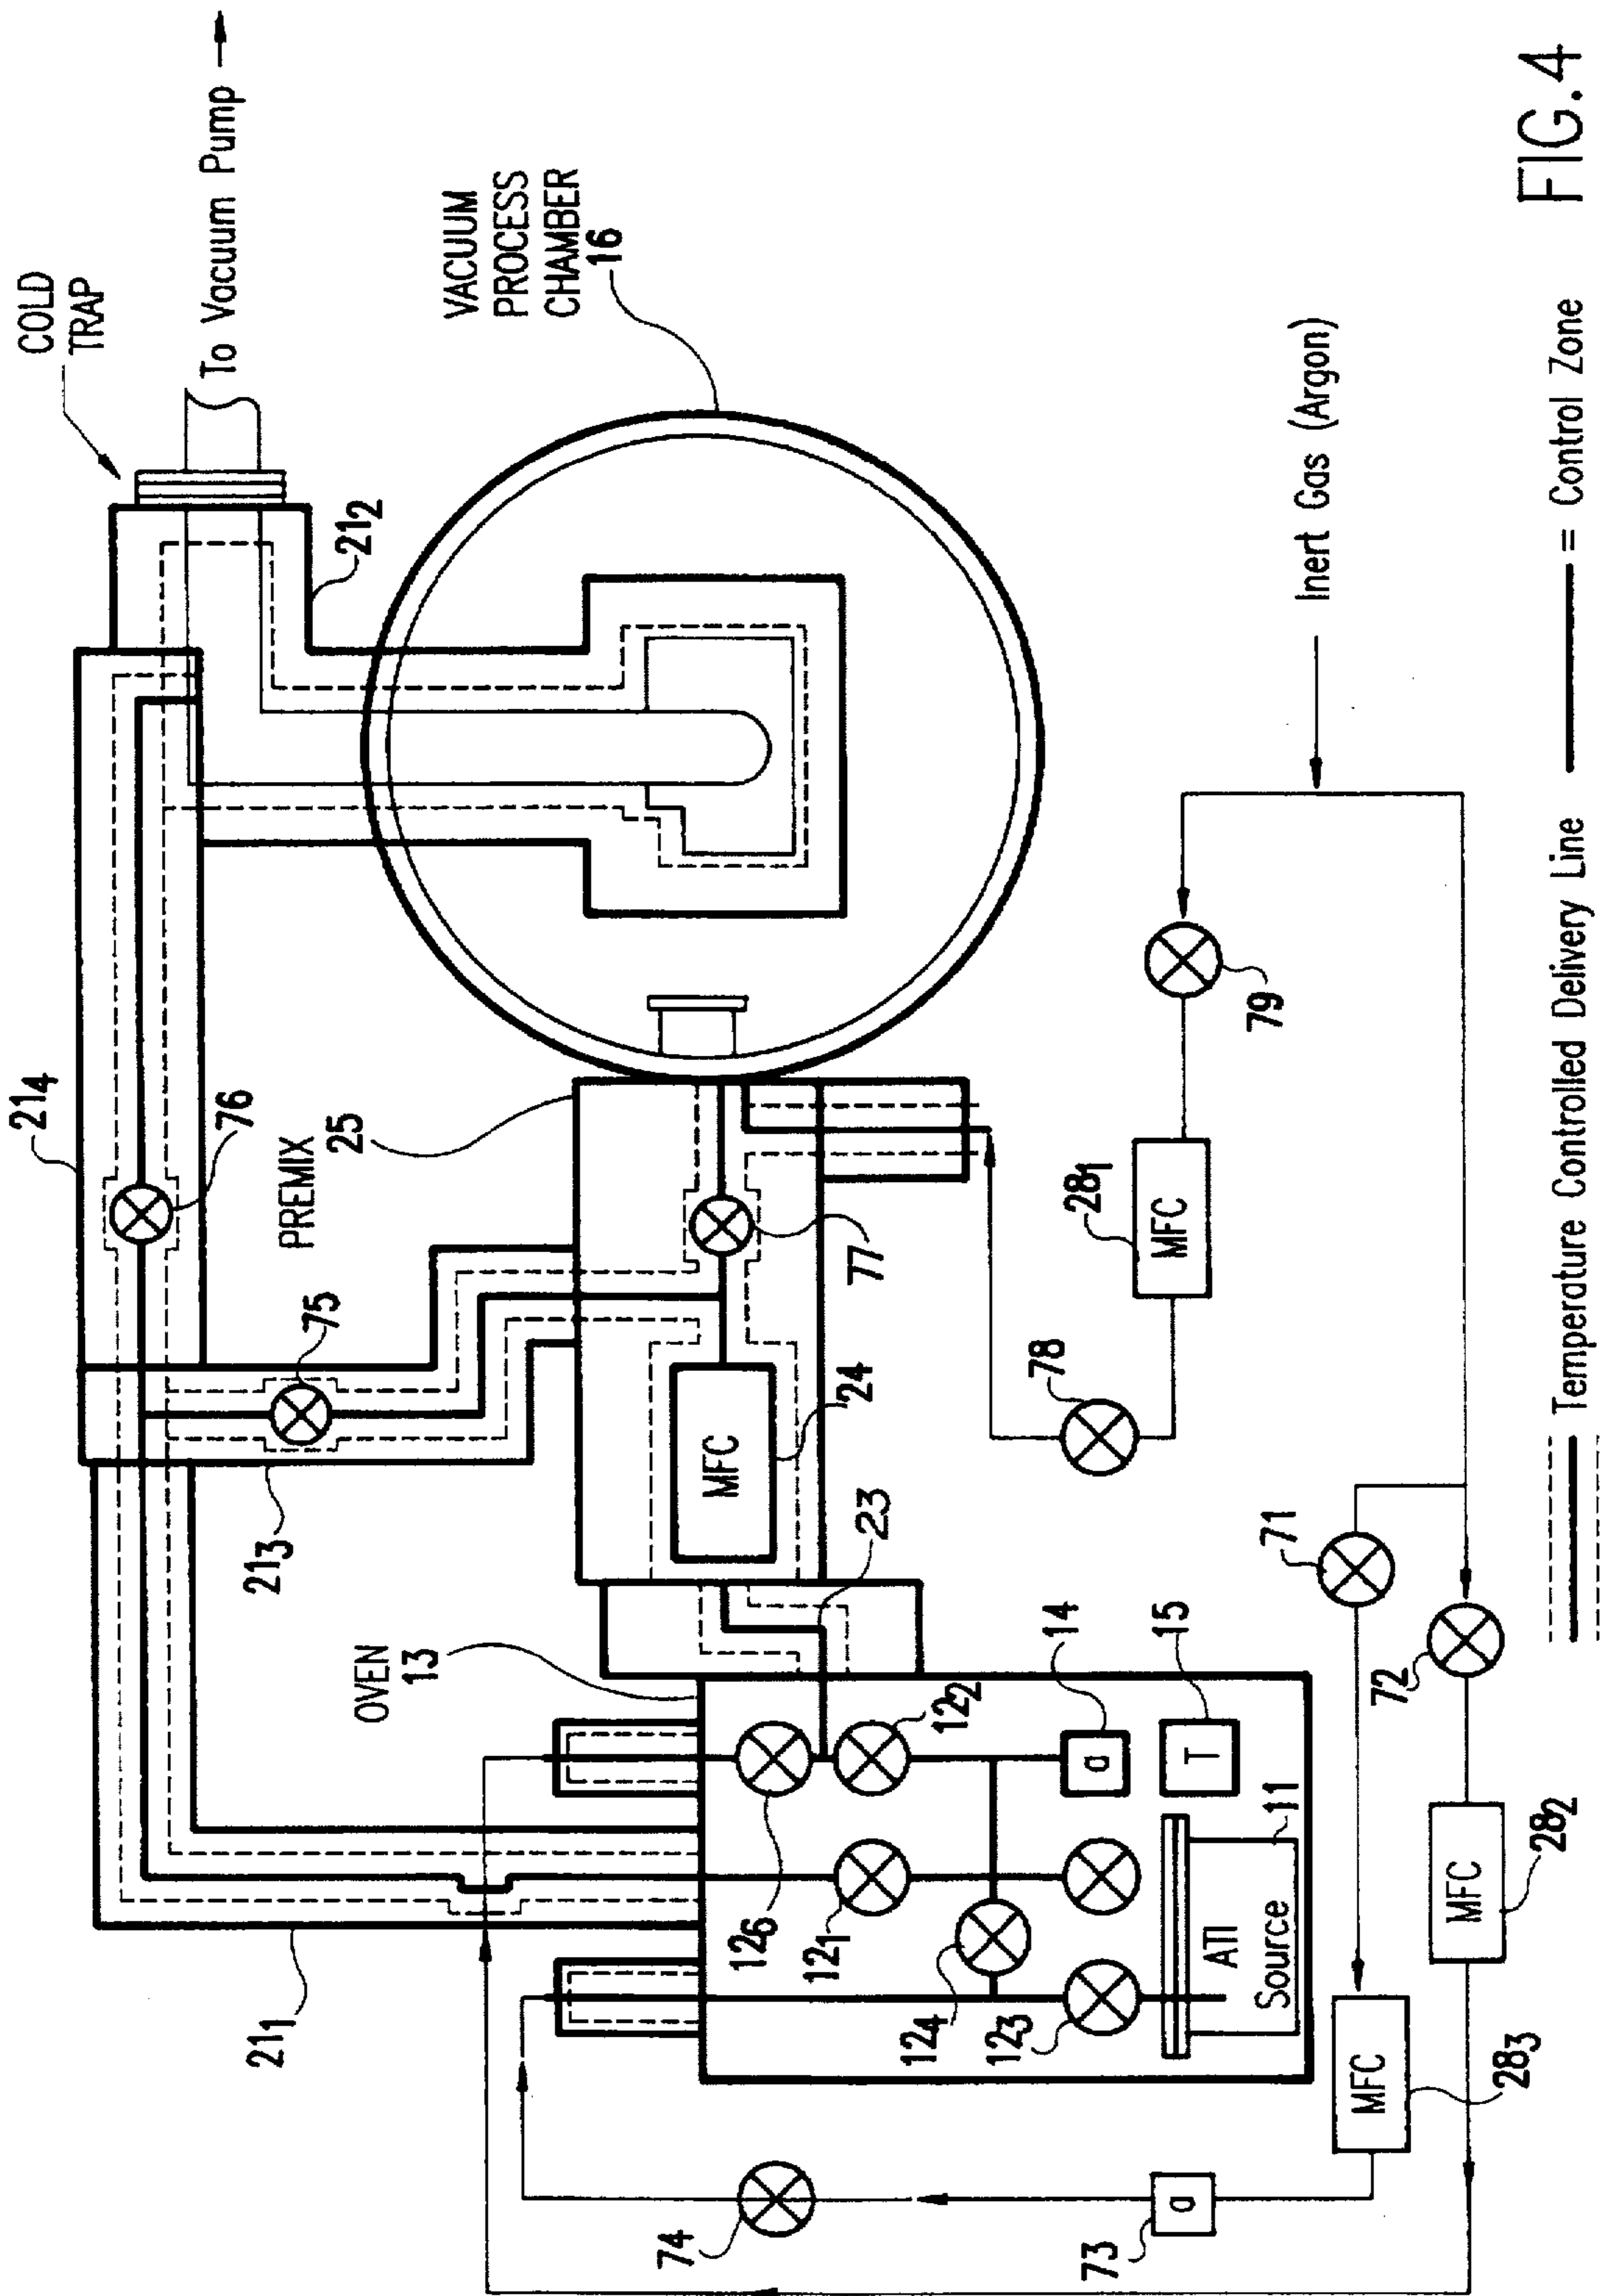 COLD
TRAP
To Vacuum Pump
VACUUM
PROCESS
CHAMBER
16
21₂
21₄
76
PREMIX
25
75
77
MFC
24
21₃
23
OVEN
13
21₁
12₆
12₁
12₂
12₄
12₃
a
14
T
15
ATI
Source
11
Inert Gas (Argon)
79
MFC
28₁
78
71
72
MFC
28₂
MFC
28₃
a
73
74
Temperature Controlled Delivery Line
= Control Zone
FIG.4